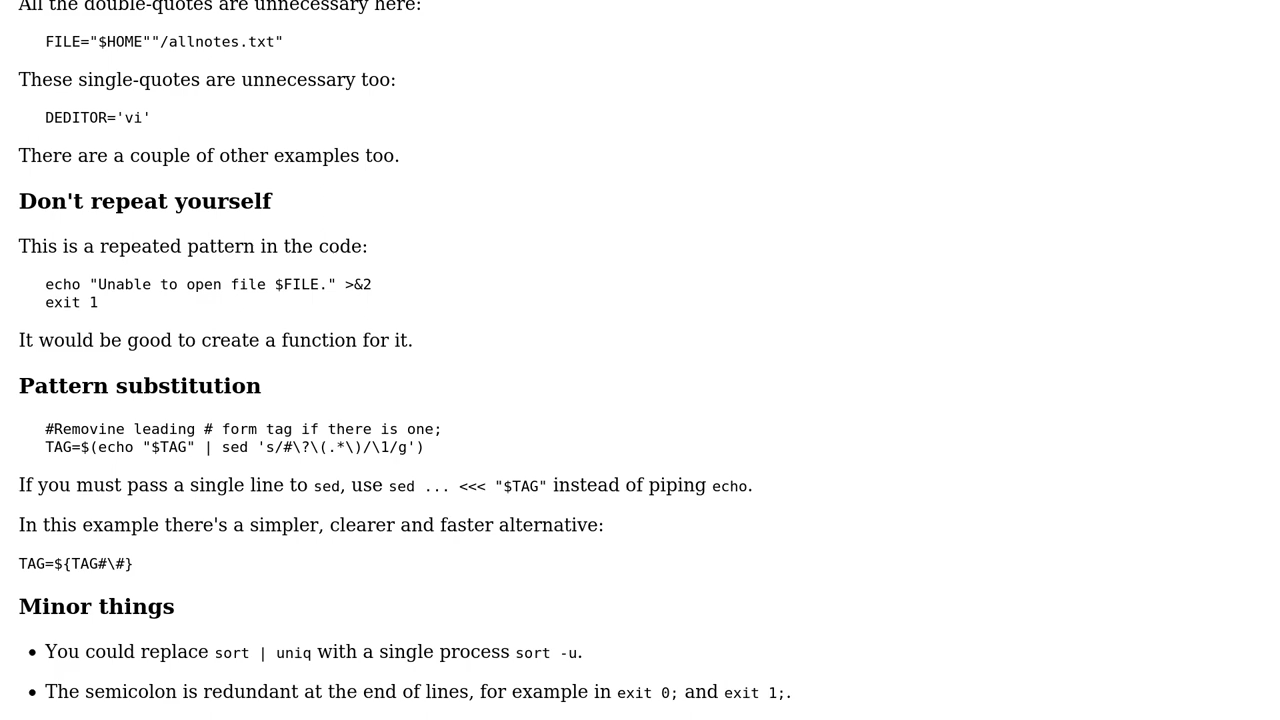 All the double-quotes are unnecessary here:
FILE="$HOME""/allnotes.txt"
These single-quotes are unnecessary too:
DEDITOR='vi'
There are a couple of other examples too.
Don't repeat yourself
This is a repeated pattern in the code:
echo "Unable to open file $FILE." >&2
exit 1
It would be good to create a function for it.
Pattern substitution
#Removine leading # form tag if there is one;
TAG=$(echo "$TAG" | sed 's/#\?\(.*\)/\1/g')
If you must pass a single line to sed, use sed ... <<< "$TAG" instead of piping echo.
In this example there's a simpler, clearer and faster alternative:
TAG=${TAG#\#}
Minor things
• You could replace sort | uniq with a single process sort -u.
• The semicolon is redundant at the end of lines, for example in exit 0; and exit 1;.